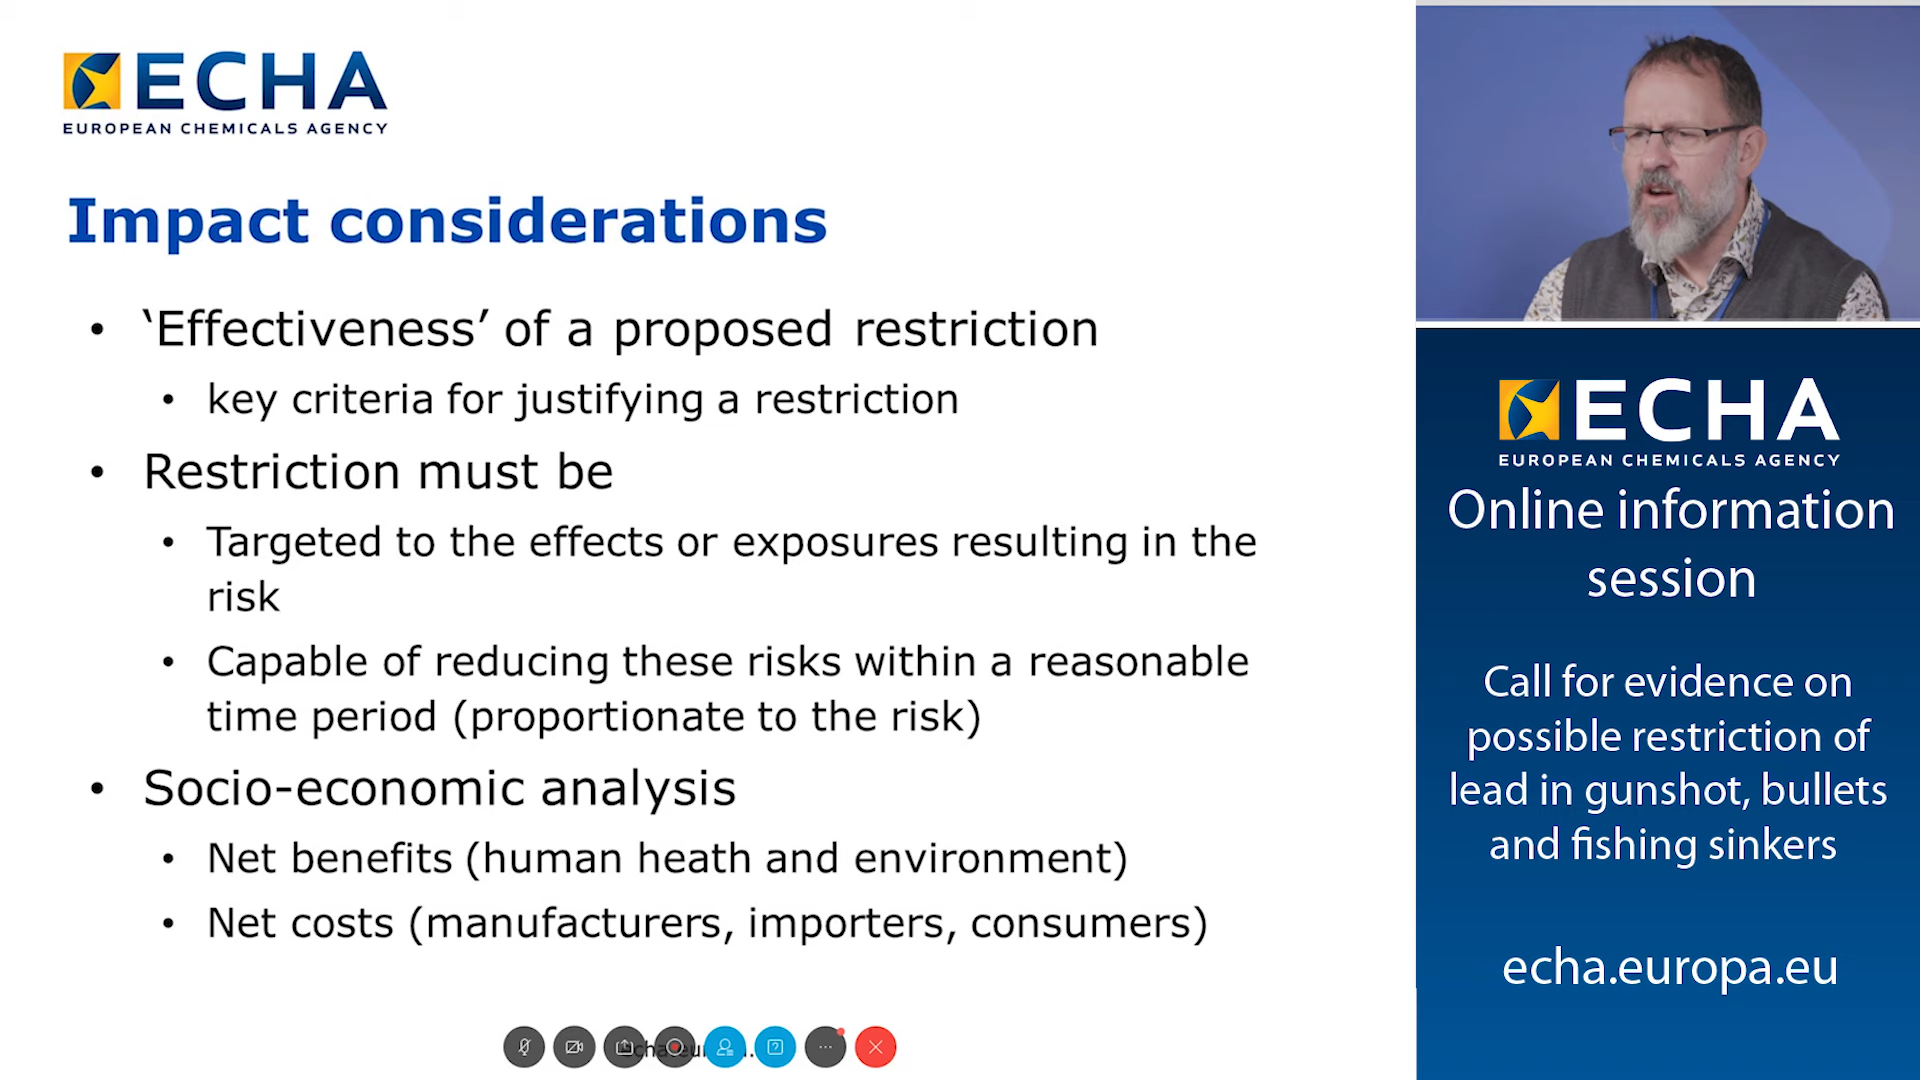 ECHA
EUROPEAN CHEMICALS AGENCY
Impact considerations
• ‘Effectiveness’ of a proposed restriction
• key criteria for justifying a restriction
• Restriction must be
• Targeted to the effects or exposures resulting in the
risk
• Capable of reducing these risks within a reasonable
time period (proportionate to the risk)
• Socio-economic analysis
• Net benefits (human heath and environment)
• Net costs (manufacturers, importers, consumers)
ECHA
EUROPEAN CHEMICALS AGENCY
Online information
session
Call for evidence on
possible restriction of
lead in gunshot, bullets
and fishing sinkers
echa.europa.eu